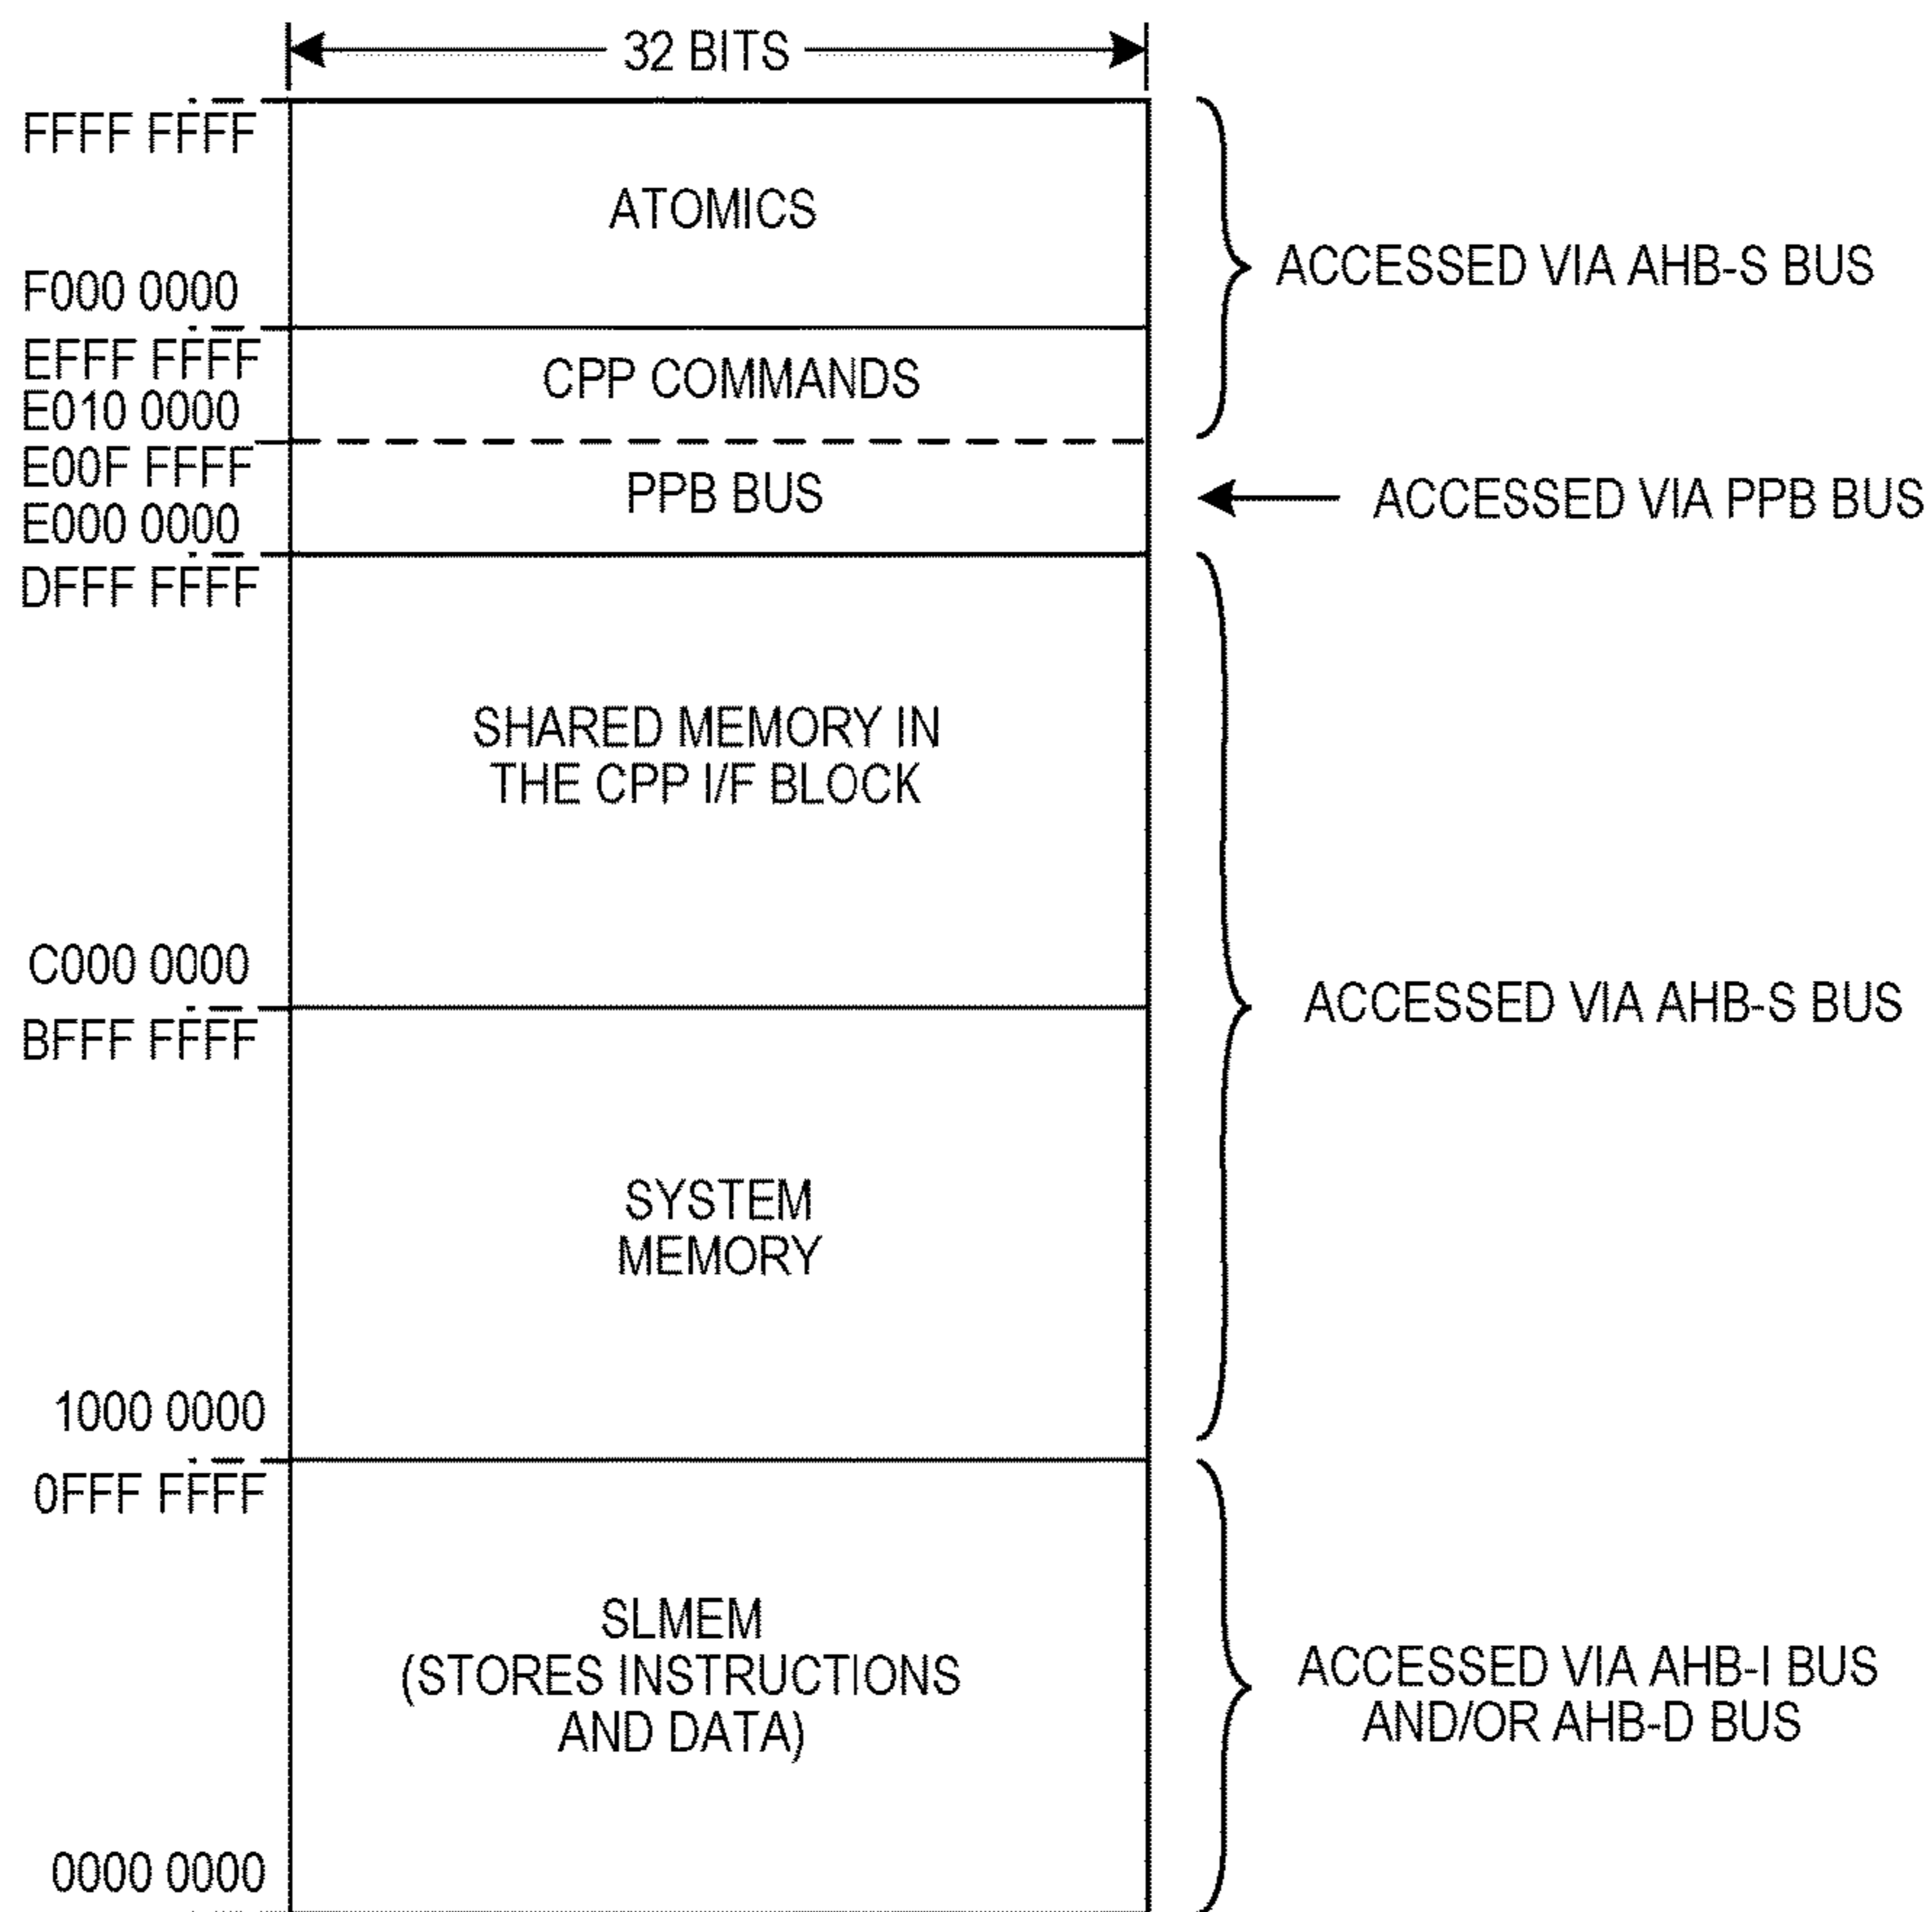 32 BITS
FFFF FFFF
ATOMICS
ACCESSED VIA AHB-S BUS
F000 0000
EFFF FFFF
CPP COMMANDS
E010 0000
E00F FFFF
PPB BUS
ACCESSED VIA PPB BUS
E000 0000
DFFF FFFF
SHARED MEMORY IN
THE CPP I/F BLOCK
C000 0000
ACCESSED VIA AHB-S BUS
BFFF FFFF
SYSTEM
MEMORY
1000 0000
0FFF FFFF
SLMEM
(STORES INSTRUCTIONS
AND DATA)
ACCESSED VIA AHB-I BUS
AND/OR AHB-D BUS
0000 0000